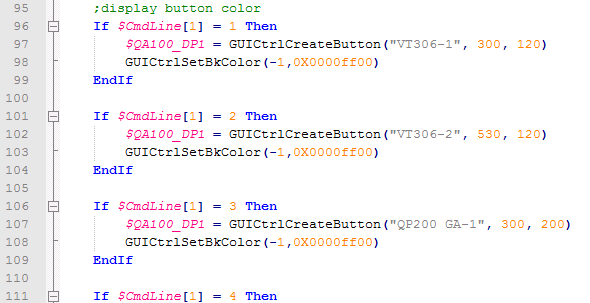 95 ;display button color
96 If $CmdLine[1] = 1 Then
97 $QA100_DP1 = GUICtrlCreateButton("VT306-1", 300, 120)
98 GUICtrlSetBkColor(-1,0X0000ff00)
99 EndIf
100
101 If $CmdLine[1] = 2 Then
102 $QA100_DP1 = GUICtrlCreateButton("VT306-2", 530, 120)
103 GUICtrlSetBkColor(-1,0X0000ff00)
104 EndIf
105
106 If $CmdLine[1] = 3 Then
107 $QA100_DP1 = GUICtrlCreateButton("QP200 GA-1", 300, 200)
108 GUICtrlSetBkColor(-1,0X0000ff00)
109 EndIf
110
111 If $CmdLine[1] = 4 Then